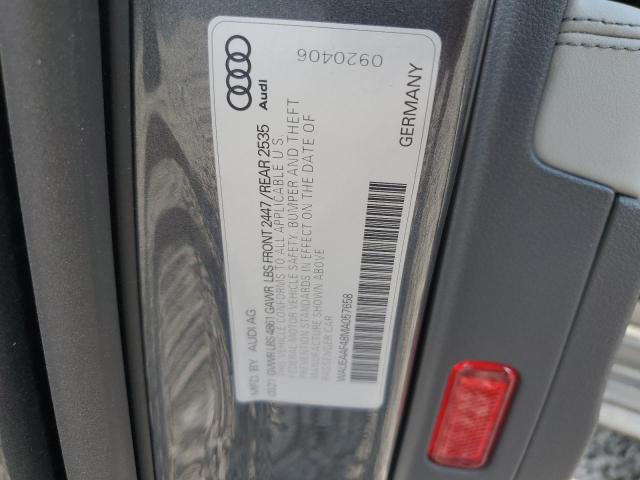 Audi
0920406
MFD. BY AUDI AG
02/21 GVWR LBS 4861 GAWR LBS FRONT 2447/REAR 2535
THIS VEHICLE CONFORMS TO ALL APPLICABLE U.S.
FEDERAL MOTOR VEHICLE SAFETY, BUMPER AND THEFT
PREVENTION STANDARDS IN EFFECT ON THE DATE OF
MANUFACTURE SHOWN ABOVE
PASSENGER CAR
WAUEAAF48MA057658
GERMANY